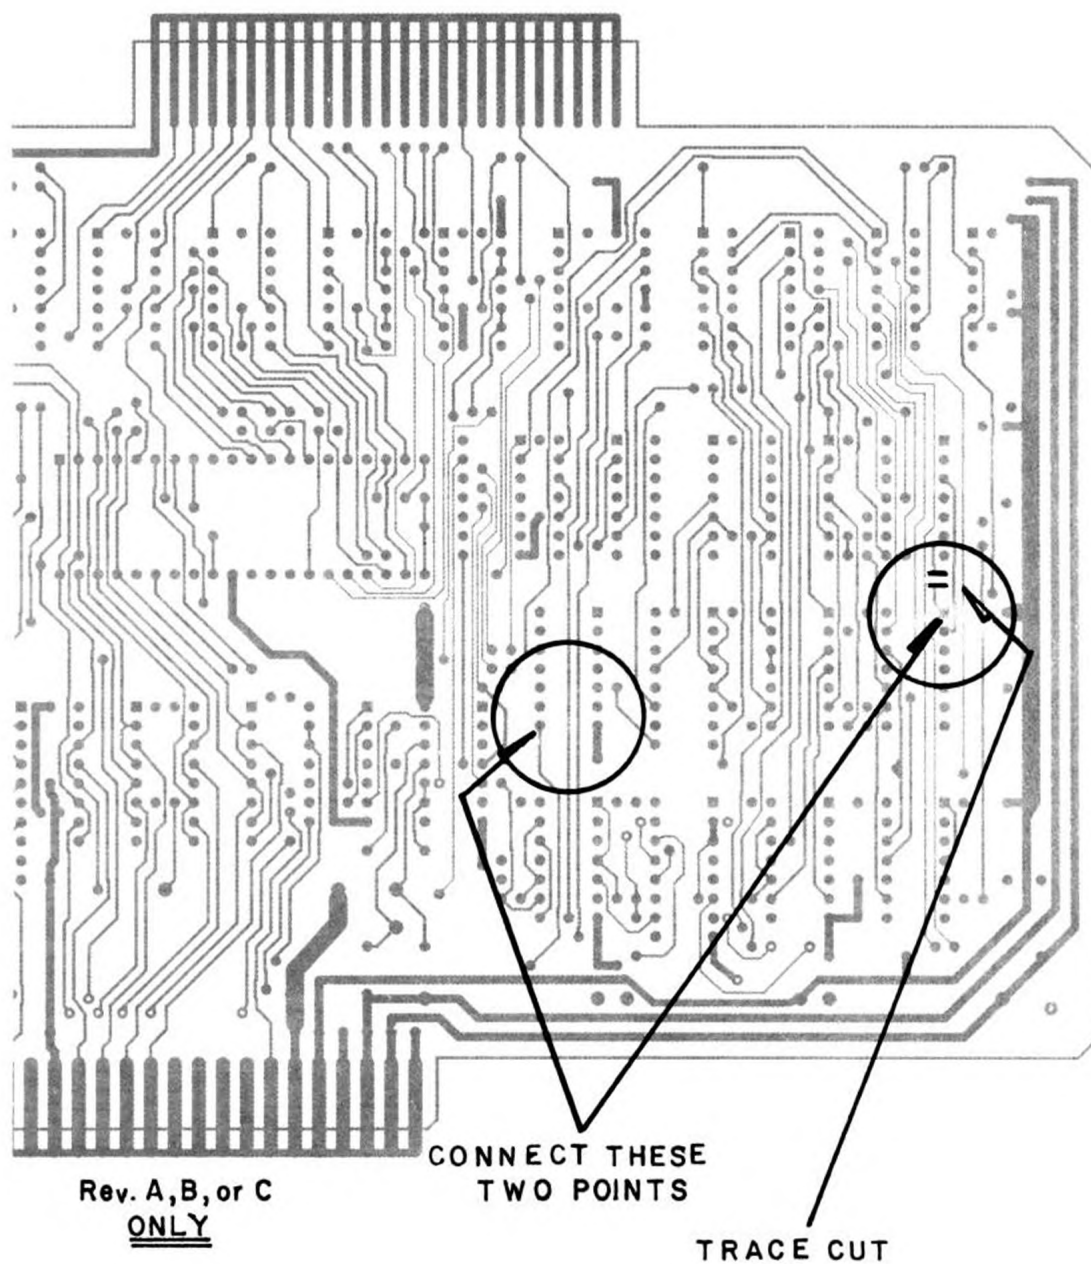 CONNECT THESE
TWO POINTS
Rev. A, B, or C
ONLY
TRACE CUT